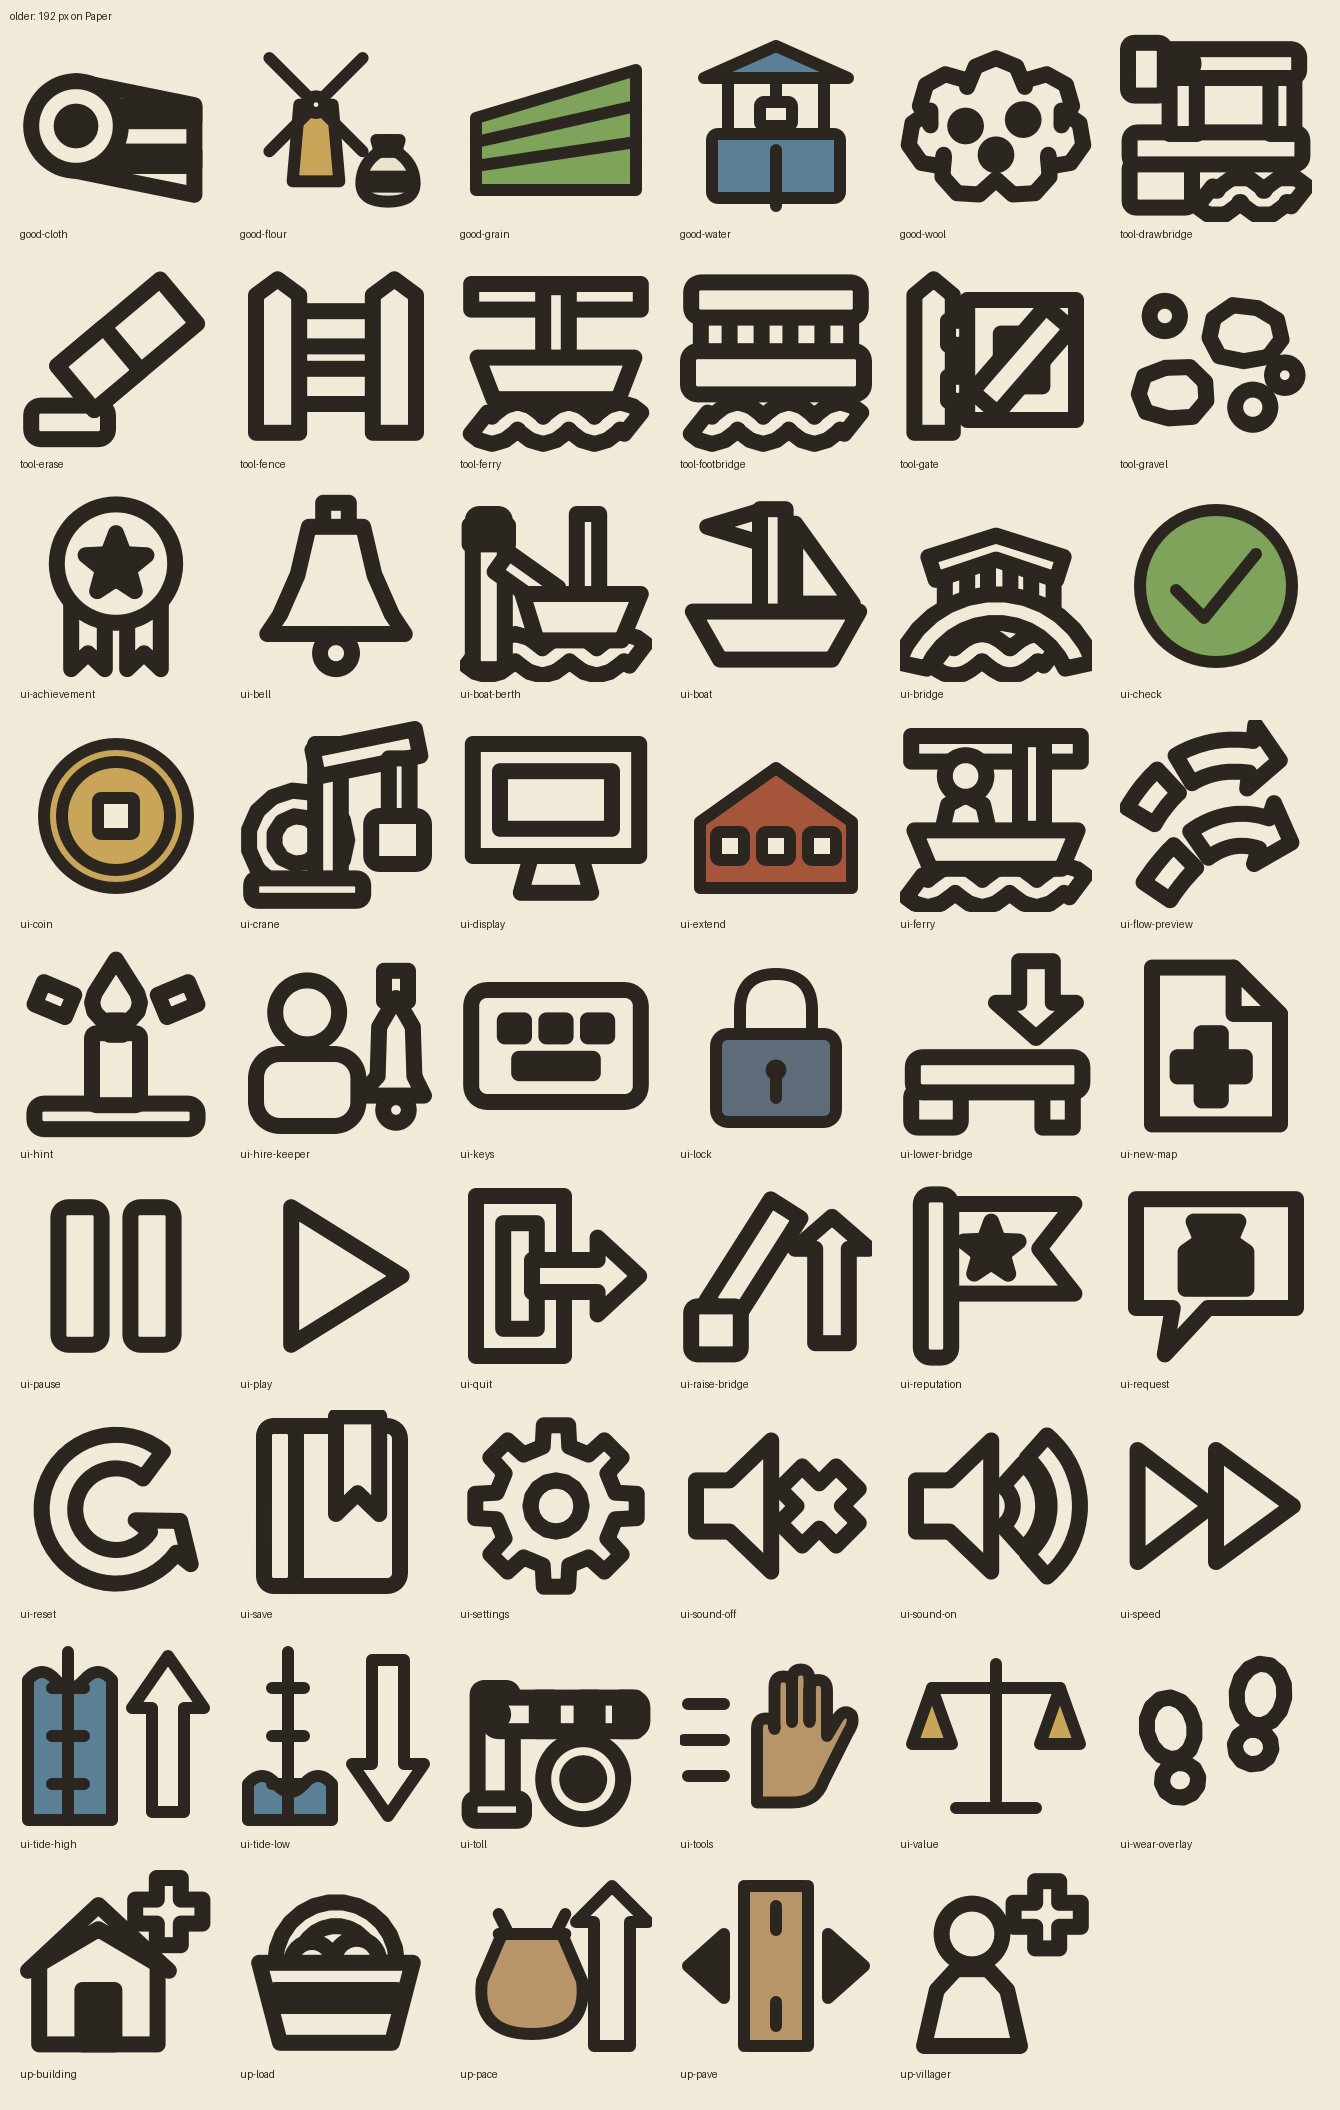 older: 192 px on Paper
good-cloth good-flour good-grain good-water good-wool tool-drawbridge
tool-erase tool-fence tool-ferry tool-footbridge tool-gate tool-gravel
ui-achievement ui-bell ui-boat-berth ui-boat ui-bridge ui-check
ui-coin ui-crane ui-display ui-extend ui-ferry ui-flow-preview
ui-hint ui-hire-keeper ui-keys ui-lock ui-lower-bridge ui-new-map
ui-pause ui-play ui-quit ui-raise-bridge ui-reputation ui-request
ui-reset ui-save ui-settings ui-sound-off ui-sound-on ui-speed
ui-tide-high ui-tide-low ui-toll ui-tools ui-value ui-wear-overlay
up-building up-load up-pace up-pave up-villager